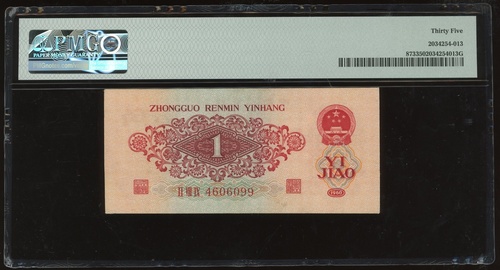 PMG
PAPER MONEY GUARANTY
Thirty Five
2034254-013
8733502034254013G
ZHONGGUO RENMIN YINHANG
1
YI
JIAO
1960
4606099